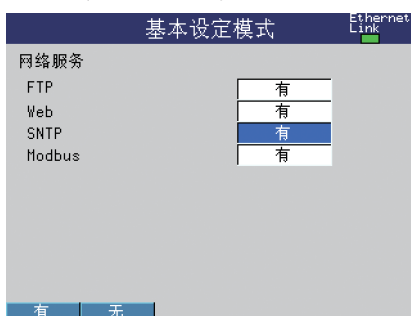 基本设定模式
Ethernet
Link
网络服务
FTP 有
Web 有
SNTP 有
Modbus 有
有 无